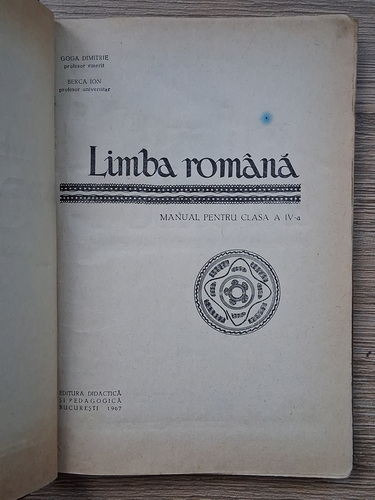 GOGA DIMITRIE
profesor emerit
BERCA ION
profesor universitar
Limba română
MANUAL PENTRU CLASA A IV-a
EDITURA DIDACTICĂ
ȘI PEDAGOGICĂ
BUCUREȘTI 1967